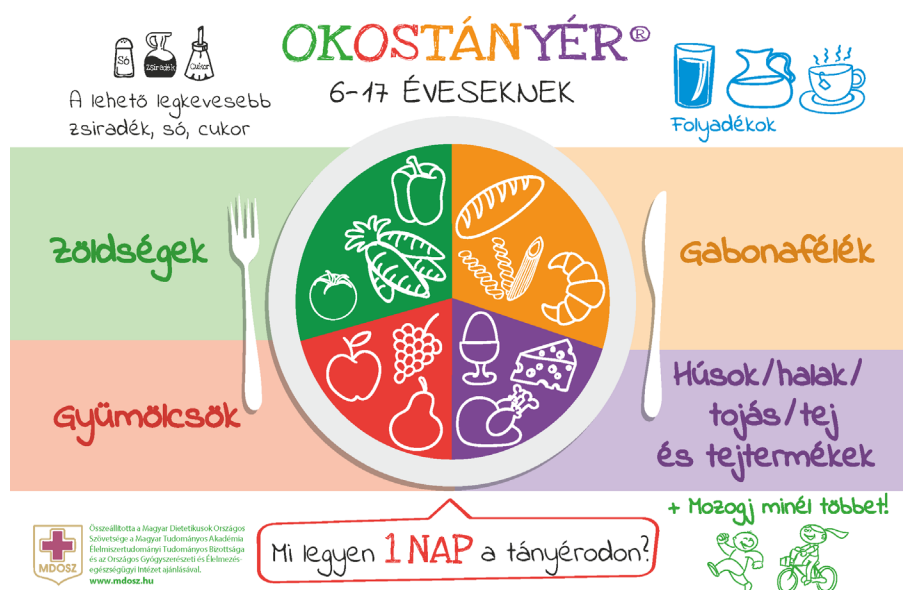 OKOSTÁNYÉR®
6-17 ÉVESEKNEK
Só
Zsiradék
Cukor
A lehető legkevesebb
zsiradék, só, cukor
Folyadékok
Zöldségek
Gabonafélék
Gyümölcsök
Húsok/halak/
tojás/tej
és tejtermékek
+ Mozogj minél többet!
Mi legyen 1 NAP a tányérodon?
MDOSZ
Összeállította a Magyar Dietetikusok Országos
Szövetsége a Magyar Tudományos Akadémia
Élelmiszertudományi Tudományos Bizottsága
és az Országos Gyógyszerészeti és Élelmezés-
egészségügyi Intézet ajánlásával.
www.mdosz.hu